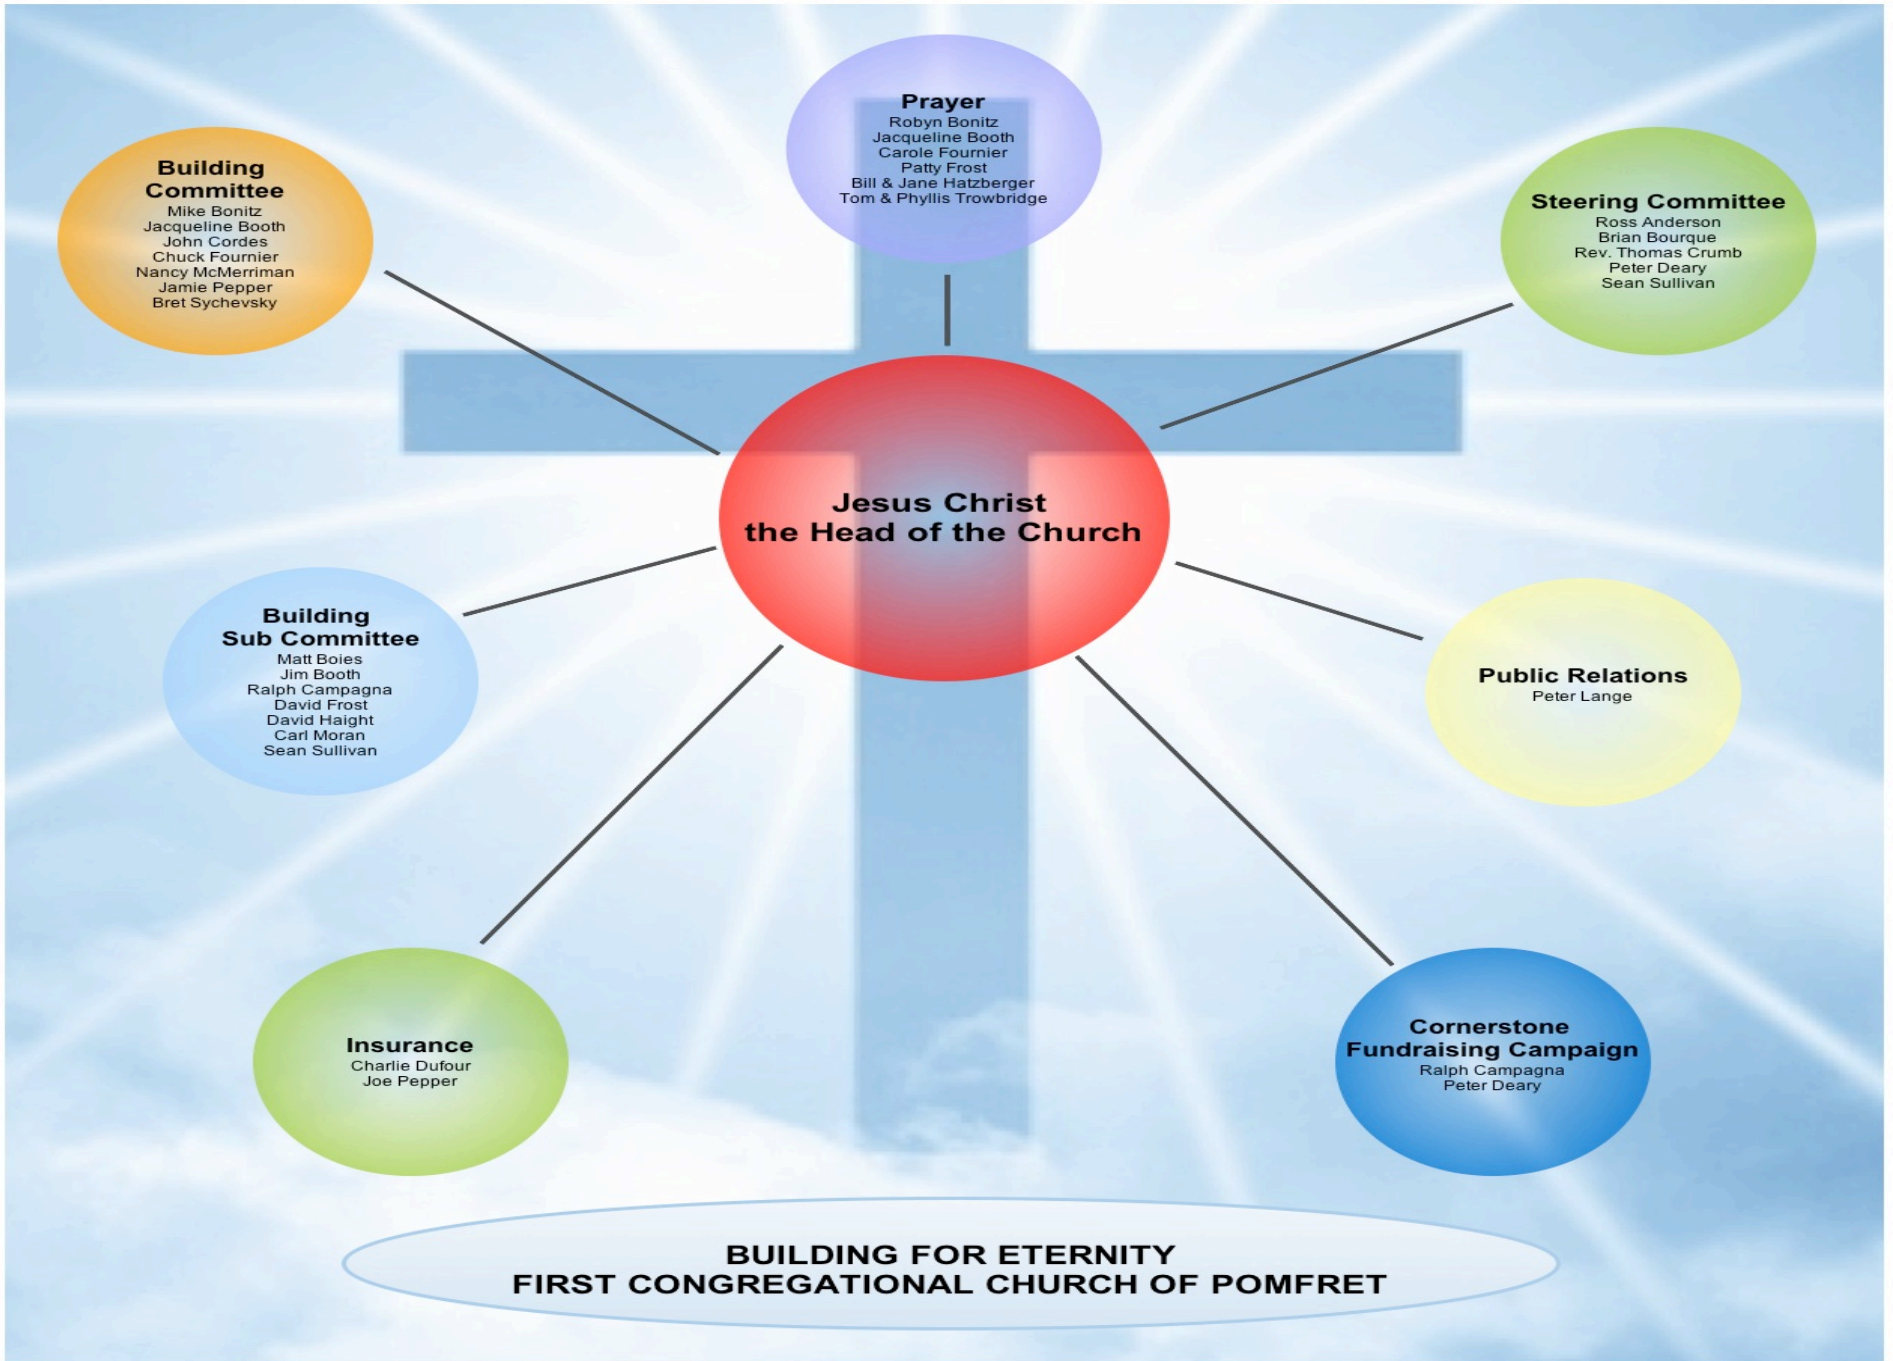 Prayer
Robyn Bonitz
Jacqueline Booth
Carole Fournier
Patty Frost
Bill & Jane Hatzberger
Tom & Phyllis Trowbridge
Building
Committee
Mike Bonitz
Jacqueline Booth
John Cordes
Chuck Fournier
Nancy McMerriman
Jamie Pepper
Bret Sychevsky
Steering Committee
Ross Anderson
Brian Bourque
Rev. Thomas Crumb
Peter Deary
Sean Sullivan
Jesus Christ
the Head of the Church
Building
Sub Committee
Matt Boies
Jim Booth
Ralph Campagna
David Frost
David Haight
Carl Moran
Sean Sullivan
Public Relations
Peter Lange
Insurance
Charlie Dufour
Joe Pepper
Cornerstone
Fundraising Campaign
Ralph Campagna
Peter Deary
BUILDING FOR ETERNITY
FIRST CONGREGATIONAL CHURCH OF POMFRET